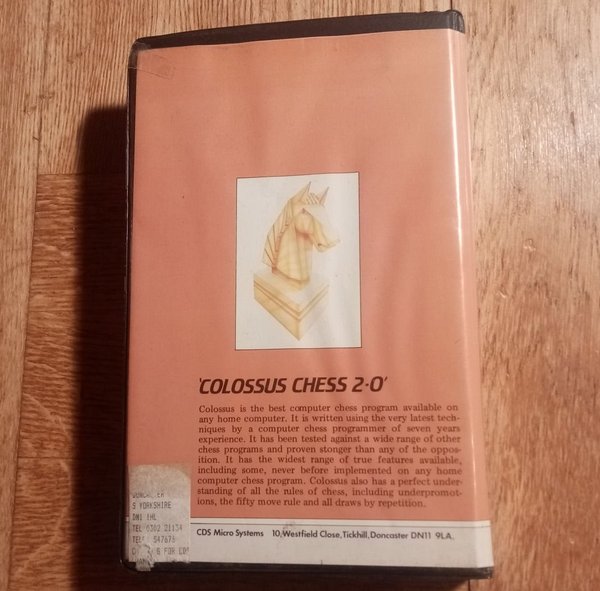 'COLOSSUS CHESS 2·0'
Colossus is the best computer chess program available on
any home computer. It is written using the very latest tech-
niques by a computer chess programmer of seven years
experience. It has been tested against a wide range of other
chess programs and proven stonger than any of the oppos-
ition. It has the widest range of true features available,
including some, never before implemented on any home
computer chess program. Colossus also has a perfect under-
standing of all the rules of chess, including underpromot-
ions, the fifty move rule and all draws by repetition.
CDS Micro Systems 10,Westfield Close,Tickhill,Doncaster DN11 9LA.
S YORKSHIRE
DN1 1HL
TEL 0302 21134
547675
FOR